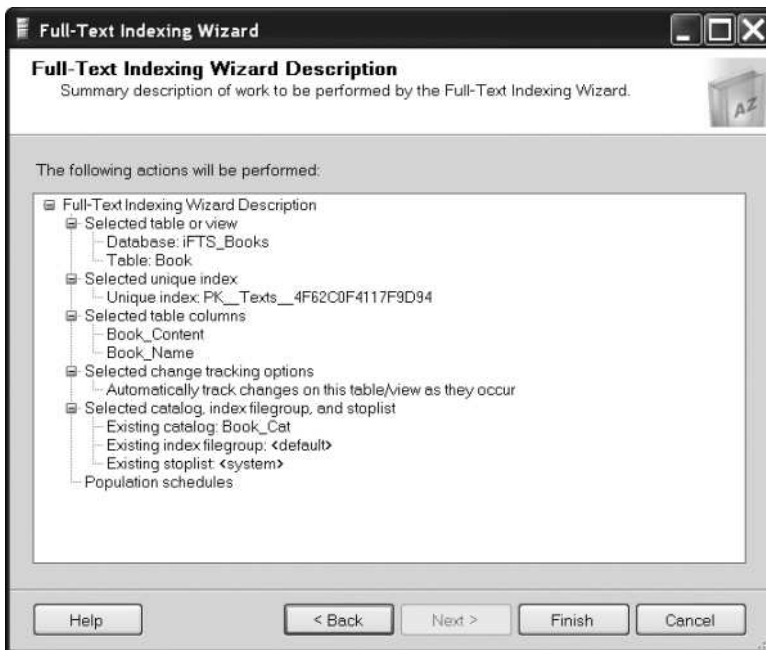 Full-Text Indexing Wizard
Full-Text Indexing Wizard Description
Summary description of work to be performed by the Full-Text Indexing Wizard.
AZ
The following actions will be performed:
Full-Text Indexing Wizard Description
Selected table or view
Database: iFTS_Books
Table: Book
Selected unique index
Unique index: PK__Texts__4F62C0F4117F9D94
Selected table columns
Book_Content
Book_Name
Selected change tracking options
Automatically track changes on this table/view as they occur
Selected catalog, index filegroup, and stoplist
Existing catalog: Book_Cat
Existing index filegroup: <default>
Existing stoplist: <system>
Population schedules
Help
< Back
Next >
Finish
Cancel